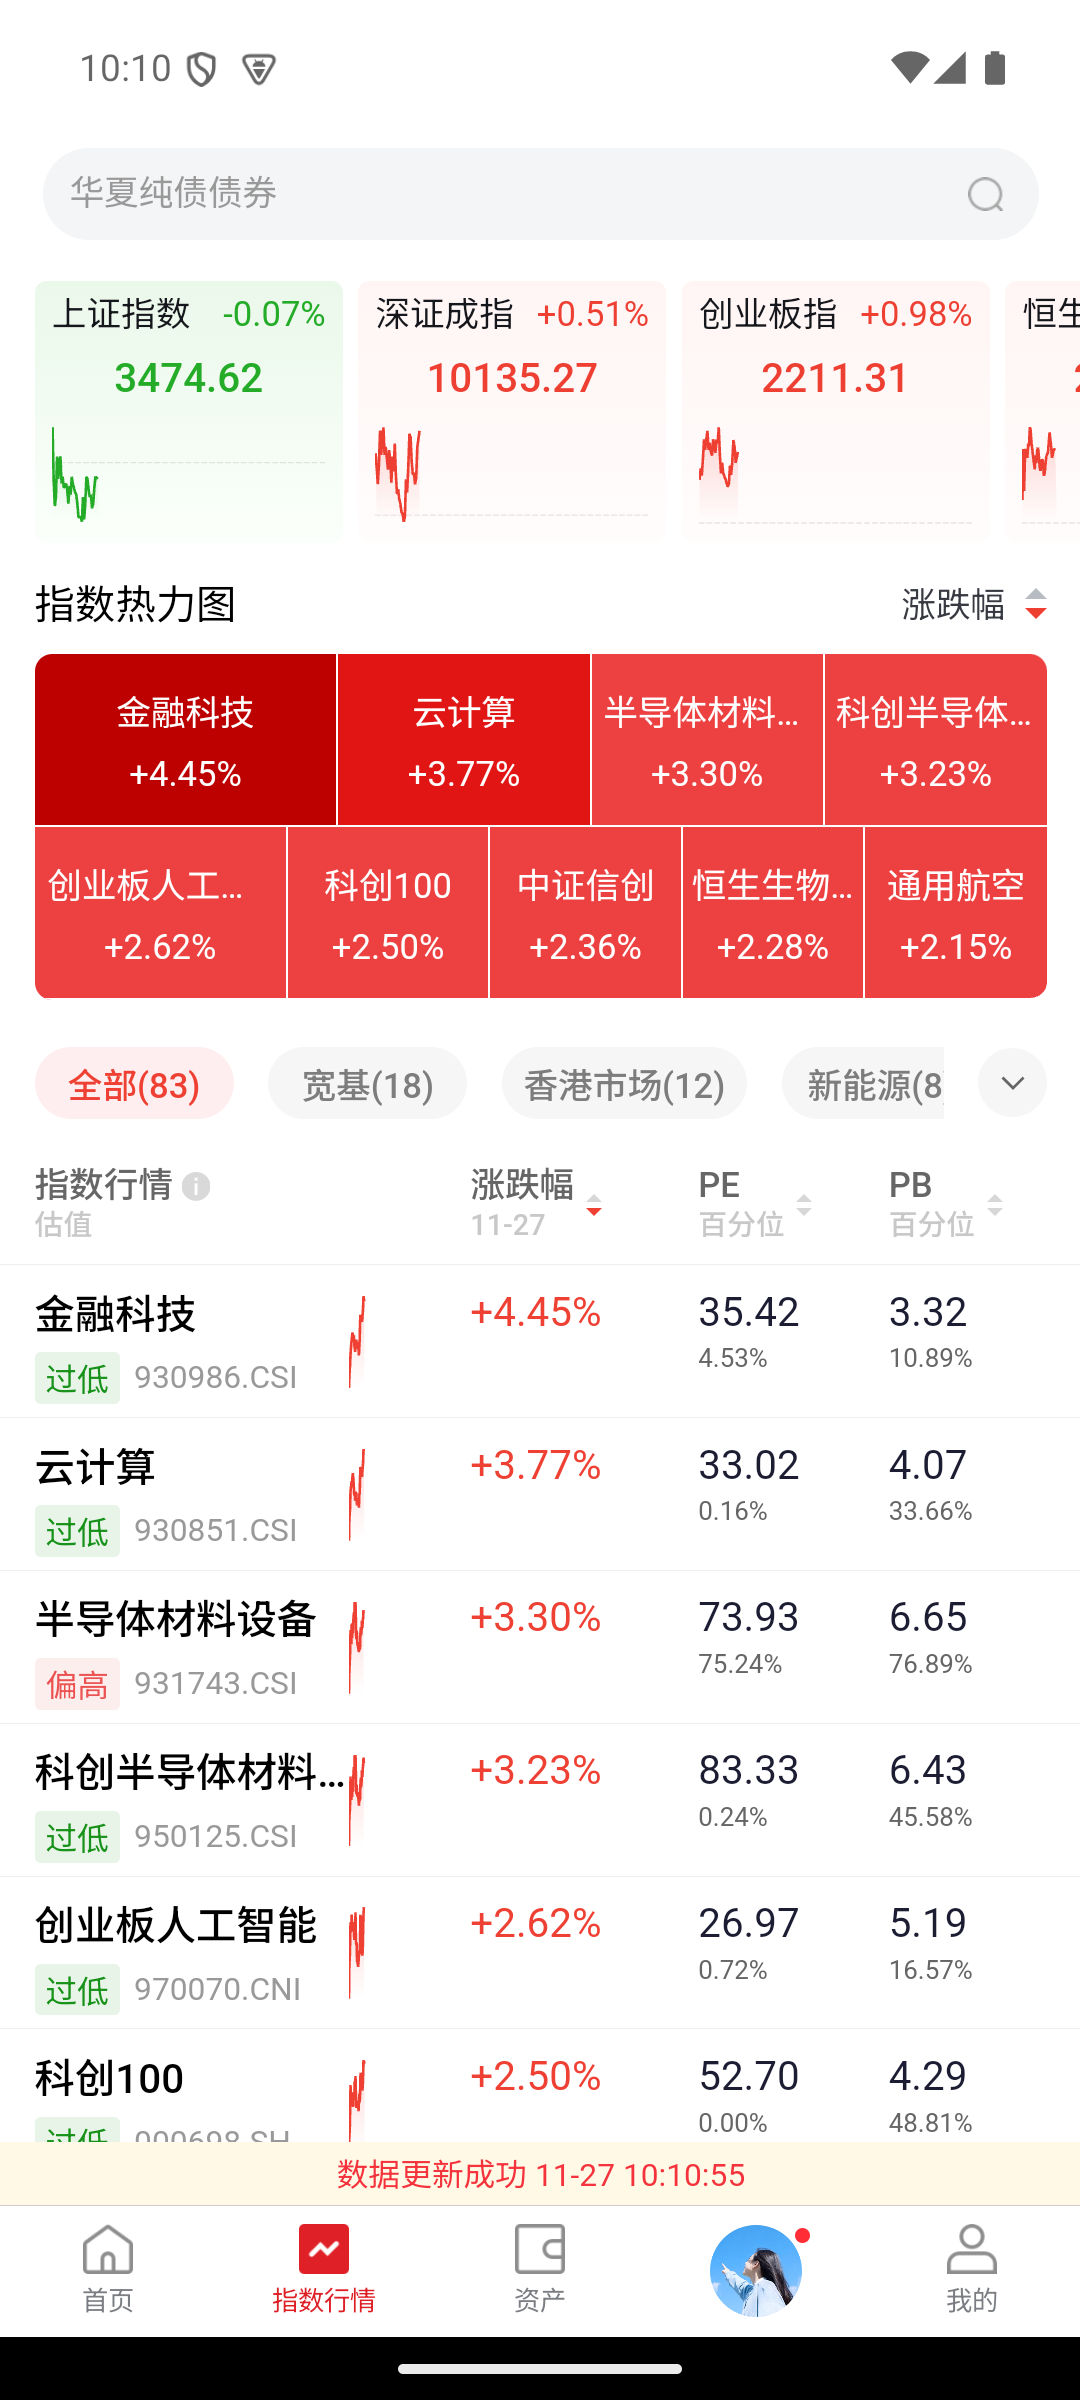 10:10
华夏纯债债券
上证指数 -0.07%
3474.62
深证成指 +0.51%
10135.27
创业板指 +0.98%
2211.31
恒生
指数热力图
涨跌幅
金融科技
+4.45%
云计算
+3.77%
半导体材料...
+3.30%
科创半导体...
+3.23%
创业板人工...
+2.62%
科创100
+2.50%
中证信创
+2.36%
恒生生物...
+2.28%
通用航空
+2.15%
全部(83)
宽基(18)
香港市场(12)
新能源(8
指数行情
估值
涨跌幅
11-27
PE
百分位
PB
百分位
金融科技 +4.45% 35.42 3.32
过低 930986.CSI 4.53% 10.89%
云计算 +3.77% 33.02 4.07
过低 930851.CSI 0.16% 33.66%
半导体材料设备 +3.30% 73.93 6.65
偏高 931743.CSI 75.24% 76.89%
科创半导体材料... +3.23% 83.33 6.43
过低 950125.CSI 0.24% 45.58%
创业板人工智能 +2.62% 26.97 5.19
过低 970070.CNI 0.72% 16.57%
科创100 +2.50% 52.70 4.29
过低 000698.SH 0.00% 48.81%
数据更新成功 11-27 10:10:55
首页
指数行情
资产
我的